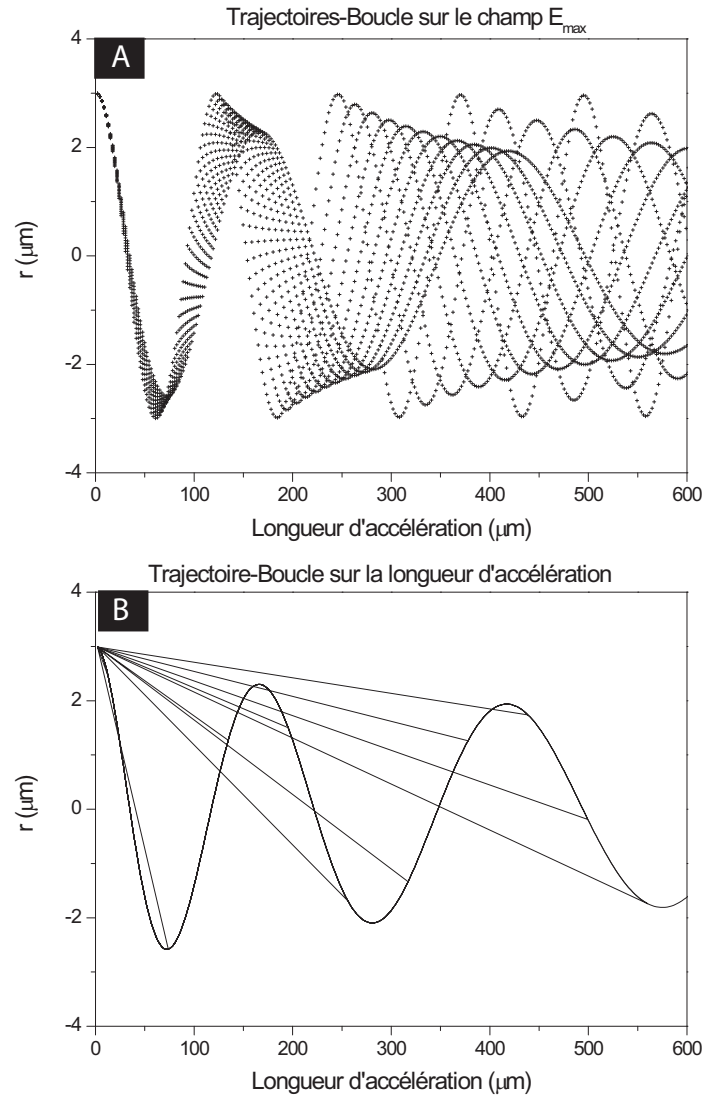 Trajectoires-Boucle sur le champ E_max
A
4
2
0
-2
-4
r (μm)
0 100 200 300 400 500 600
Longueur d'accélération (μm)
Trajectoire-Boucle sur la longueur d'accélération
B
4
2
0
-2
-4
r (μm)
0 100 200 300 400 500 600
Longueur d'accélération (μm)